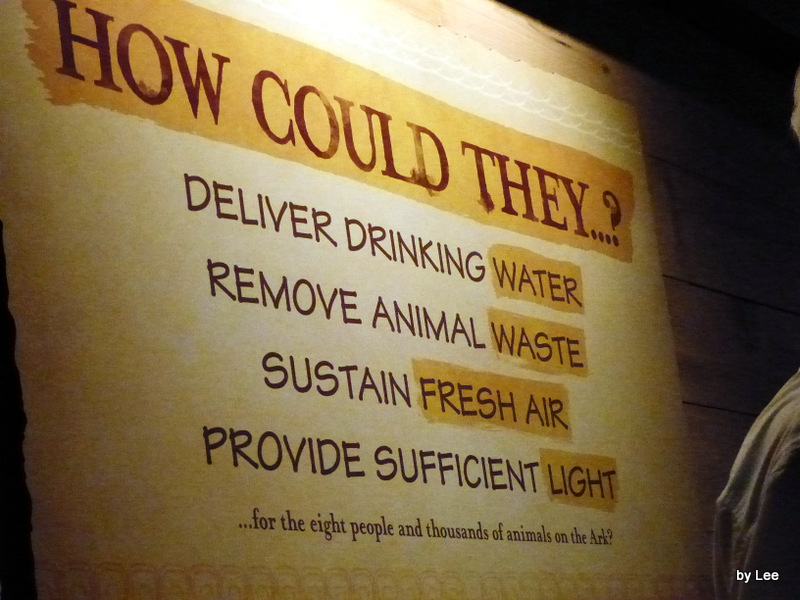 HOW COULD THEY....?
DELIVER DRINKING WATER
REMOVE ANIMAL WASTE
SUSTAIN FRESH AIR
PROVIDE SUFFICIENT LIGHT
...for the eight people and thousands of animals on the Ark?
by Lee